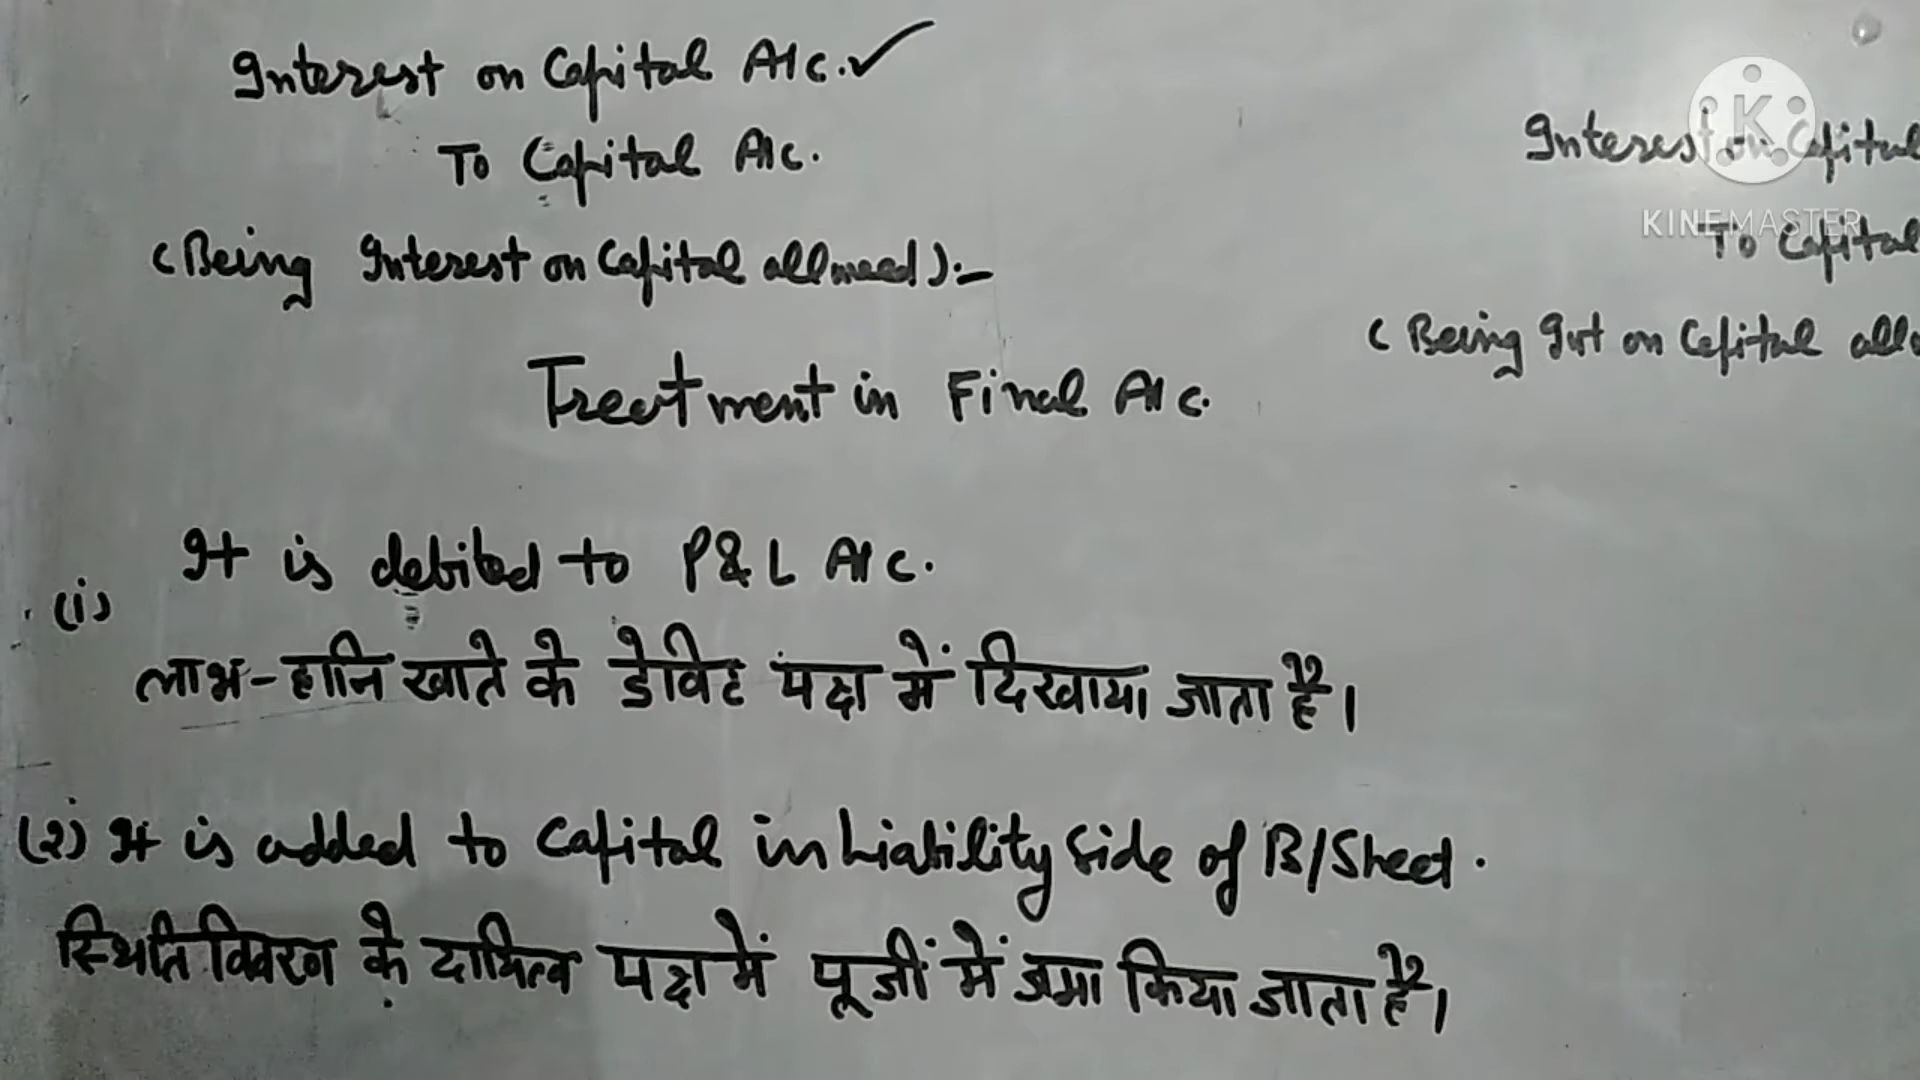 Interest on Capital A/c.✓
To Capital A/c.
(Being Interest on Capital allowed):-
Treatment in Final A/c.
(i) It is debited to P&L A/c.
लाभ-हानि खाते के डेविट पक्ष में दिखाया जाता है।
(2) It is added to Capital in Liability Side of B/Sheet.
स्थिति विवरण के दायित्व पक्ष में पूजीं में जमा किया जाता है।
Interest on Capital
To Capital
(Being Int on Capital allo
K
KINEMASTER